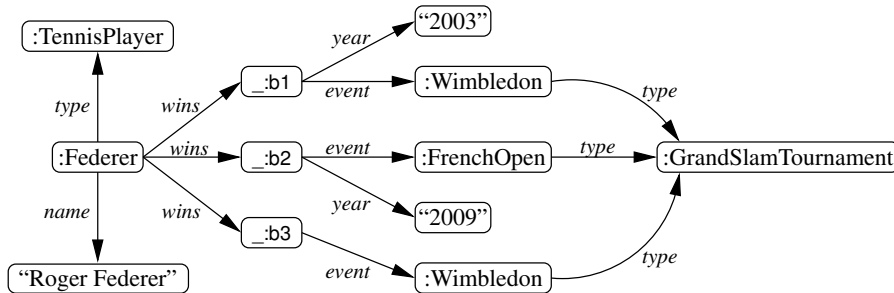 :TennisPlayer
year
"2003"
_:b1
event
:Wimbledon
type
wins
type
:Federer
wins
_:b2
event
:FrenchOpen
type
:GrandSlamTournament
name
wins
year
"2009"
_:b3
"Roger Federer"
event
:Wimbledon
type